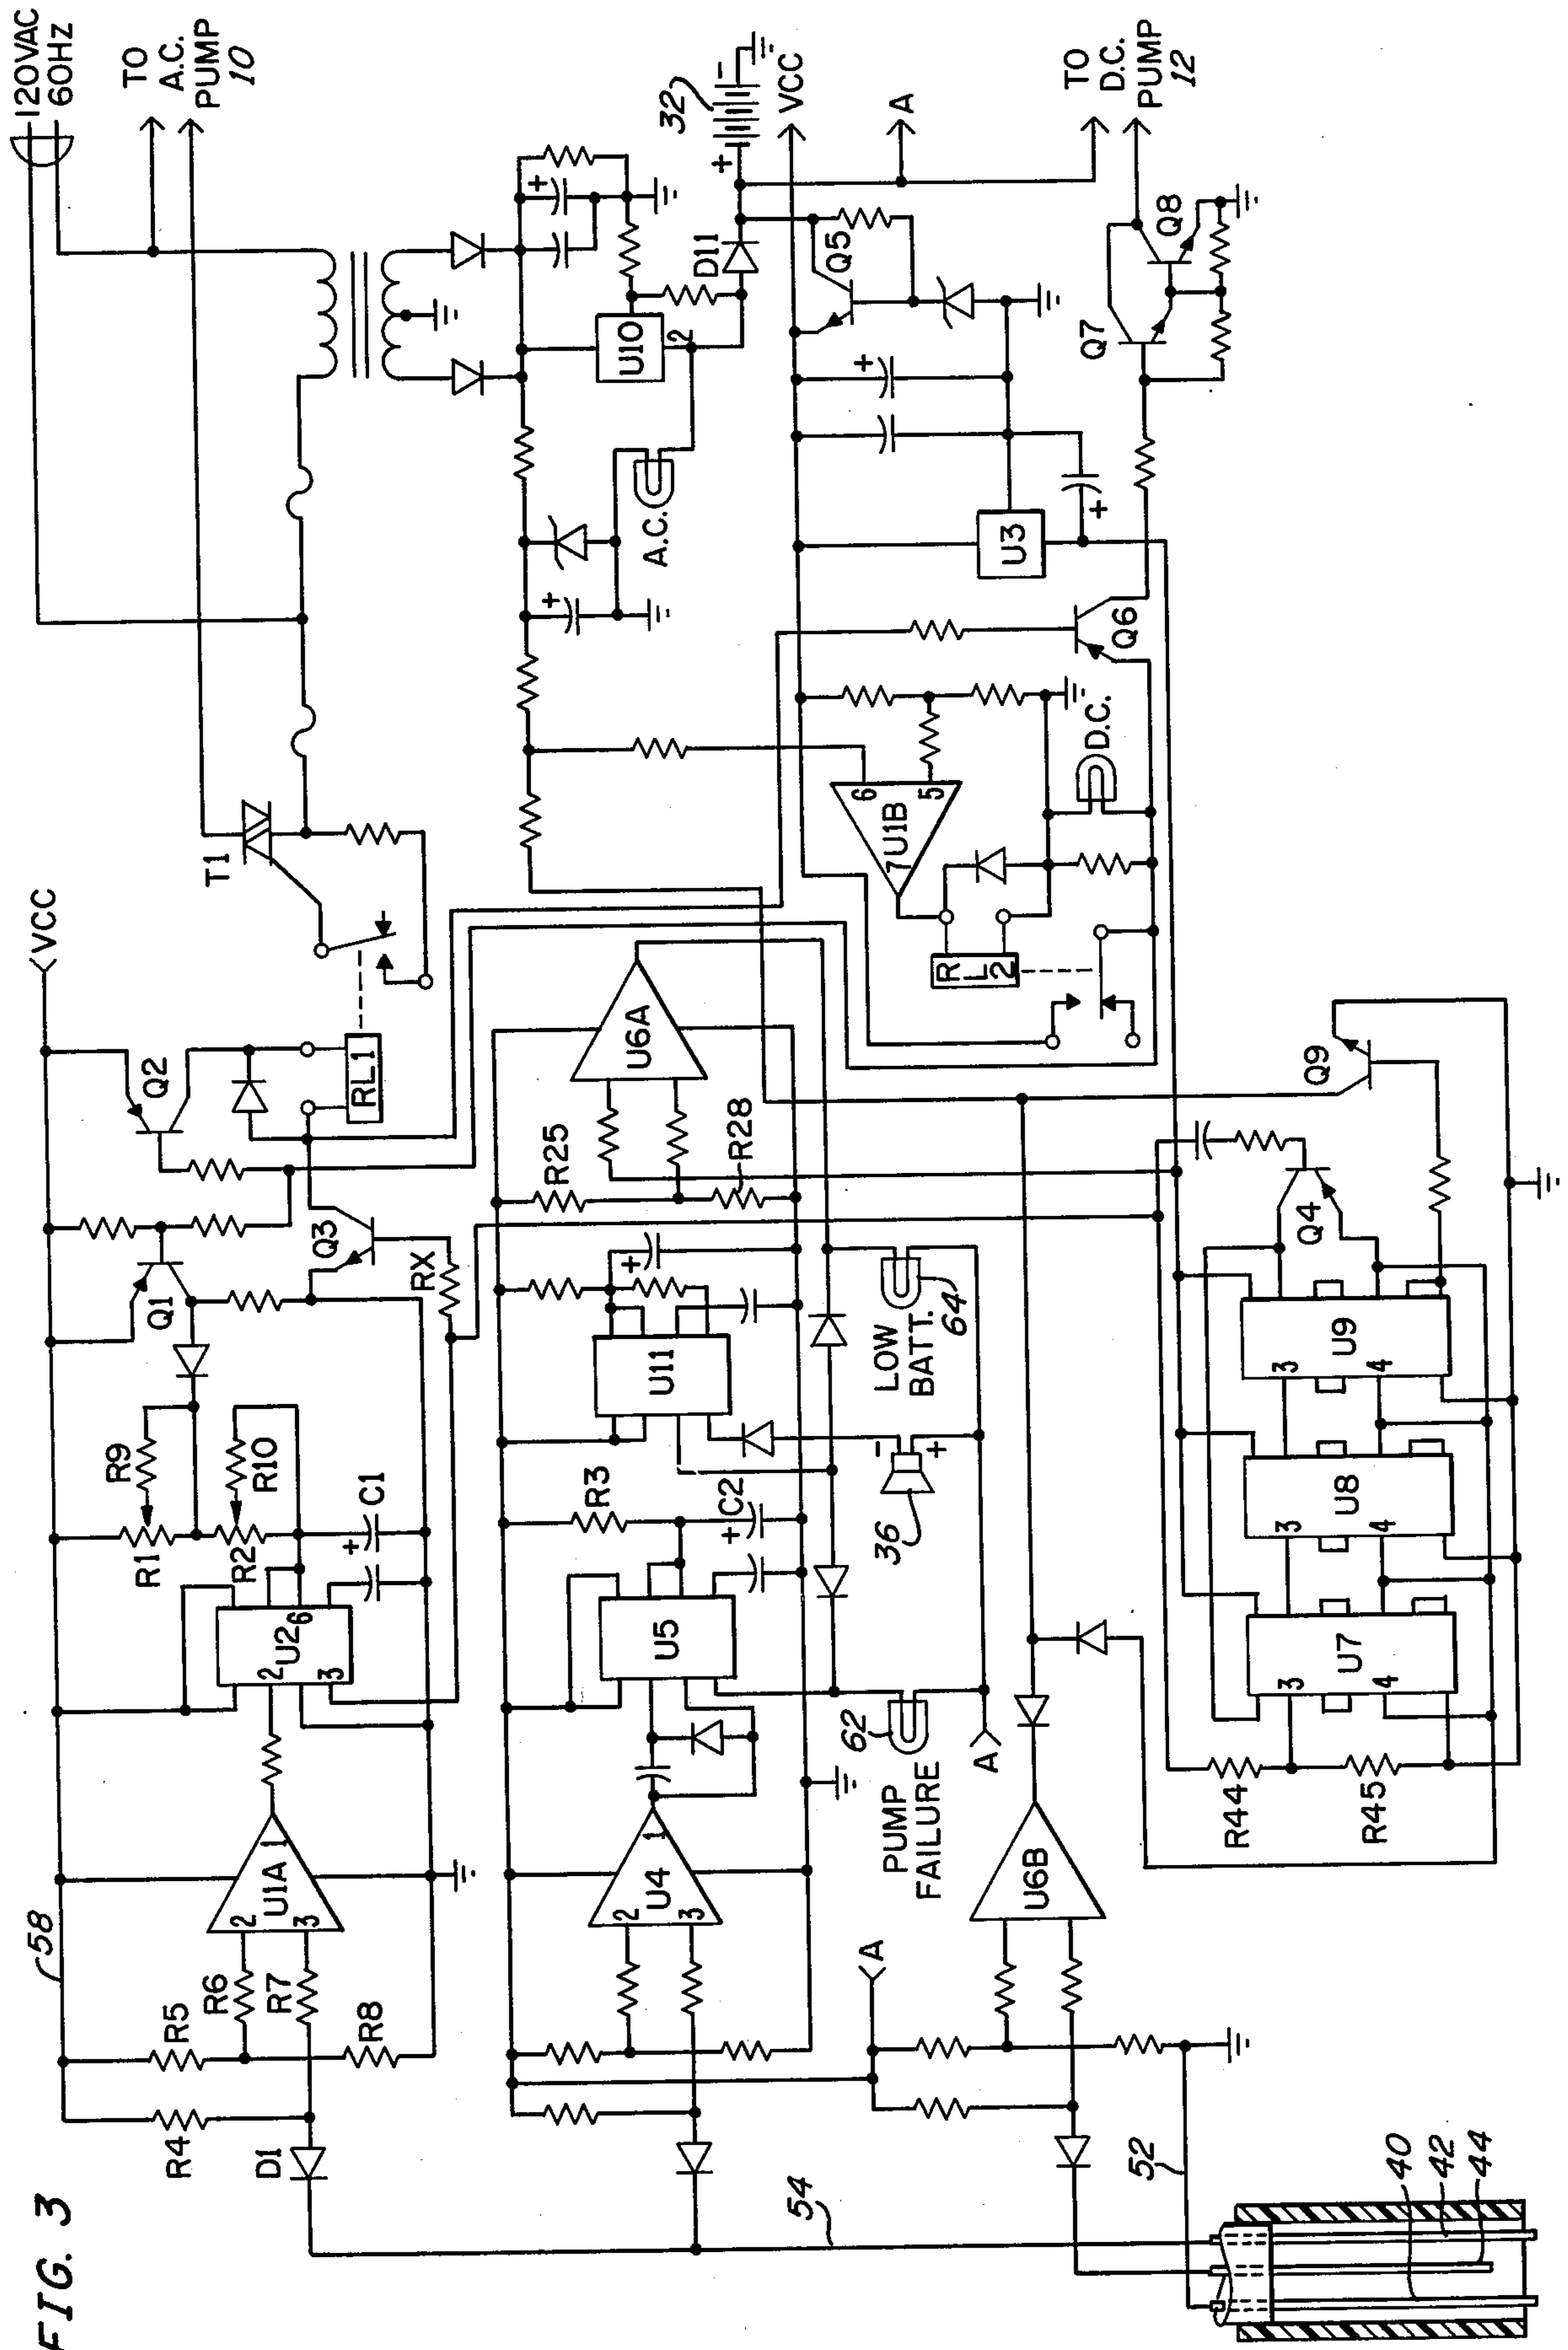 FIG. 3
120VAC
60HZ
TO
A.C.
PUMP
10
VCC
T1
58
R5
R4
R6
R7
R8
D1
2
3
U1A
1
2
3
U2
6
R1
R2
R9
R10
C1
Q1
Q2
Q3
RX
RL1
+
+
U10
2
D11
32
+
-
VCC
A
TO
D.C.
PUMP
12
+
A.C.
Q5
+
+
U3
Q6
Q7
Q8
6
5
7
U1B
D.C.
RL2
2
3
U4
1
U5
R3
C2
+
U11
+
R25
R28
U6A
62
PUMP
FAILURE
A
36
-
+
LOW
BATT.
64
A
U6B
R44
R45
3
4
U7
3
4
U8
3
4
U9
Q4
Q9
54
52
40
42
44